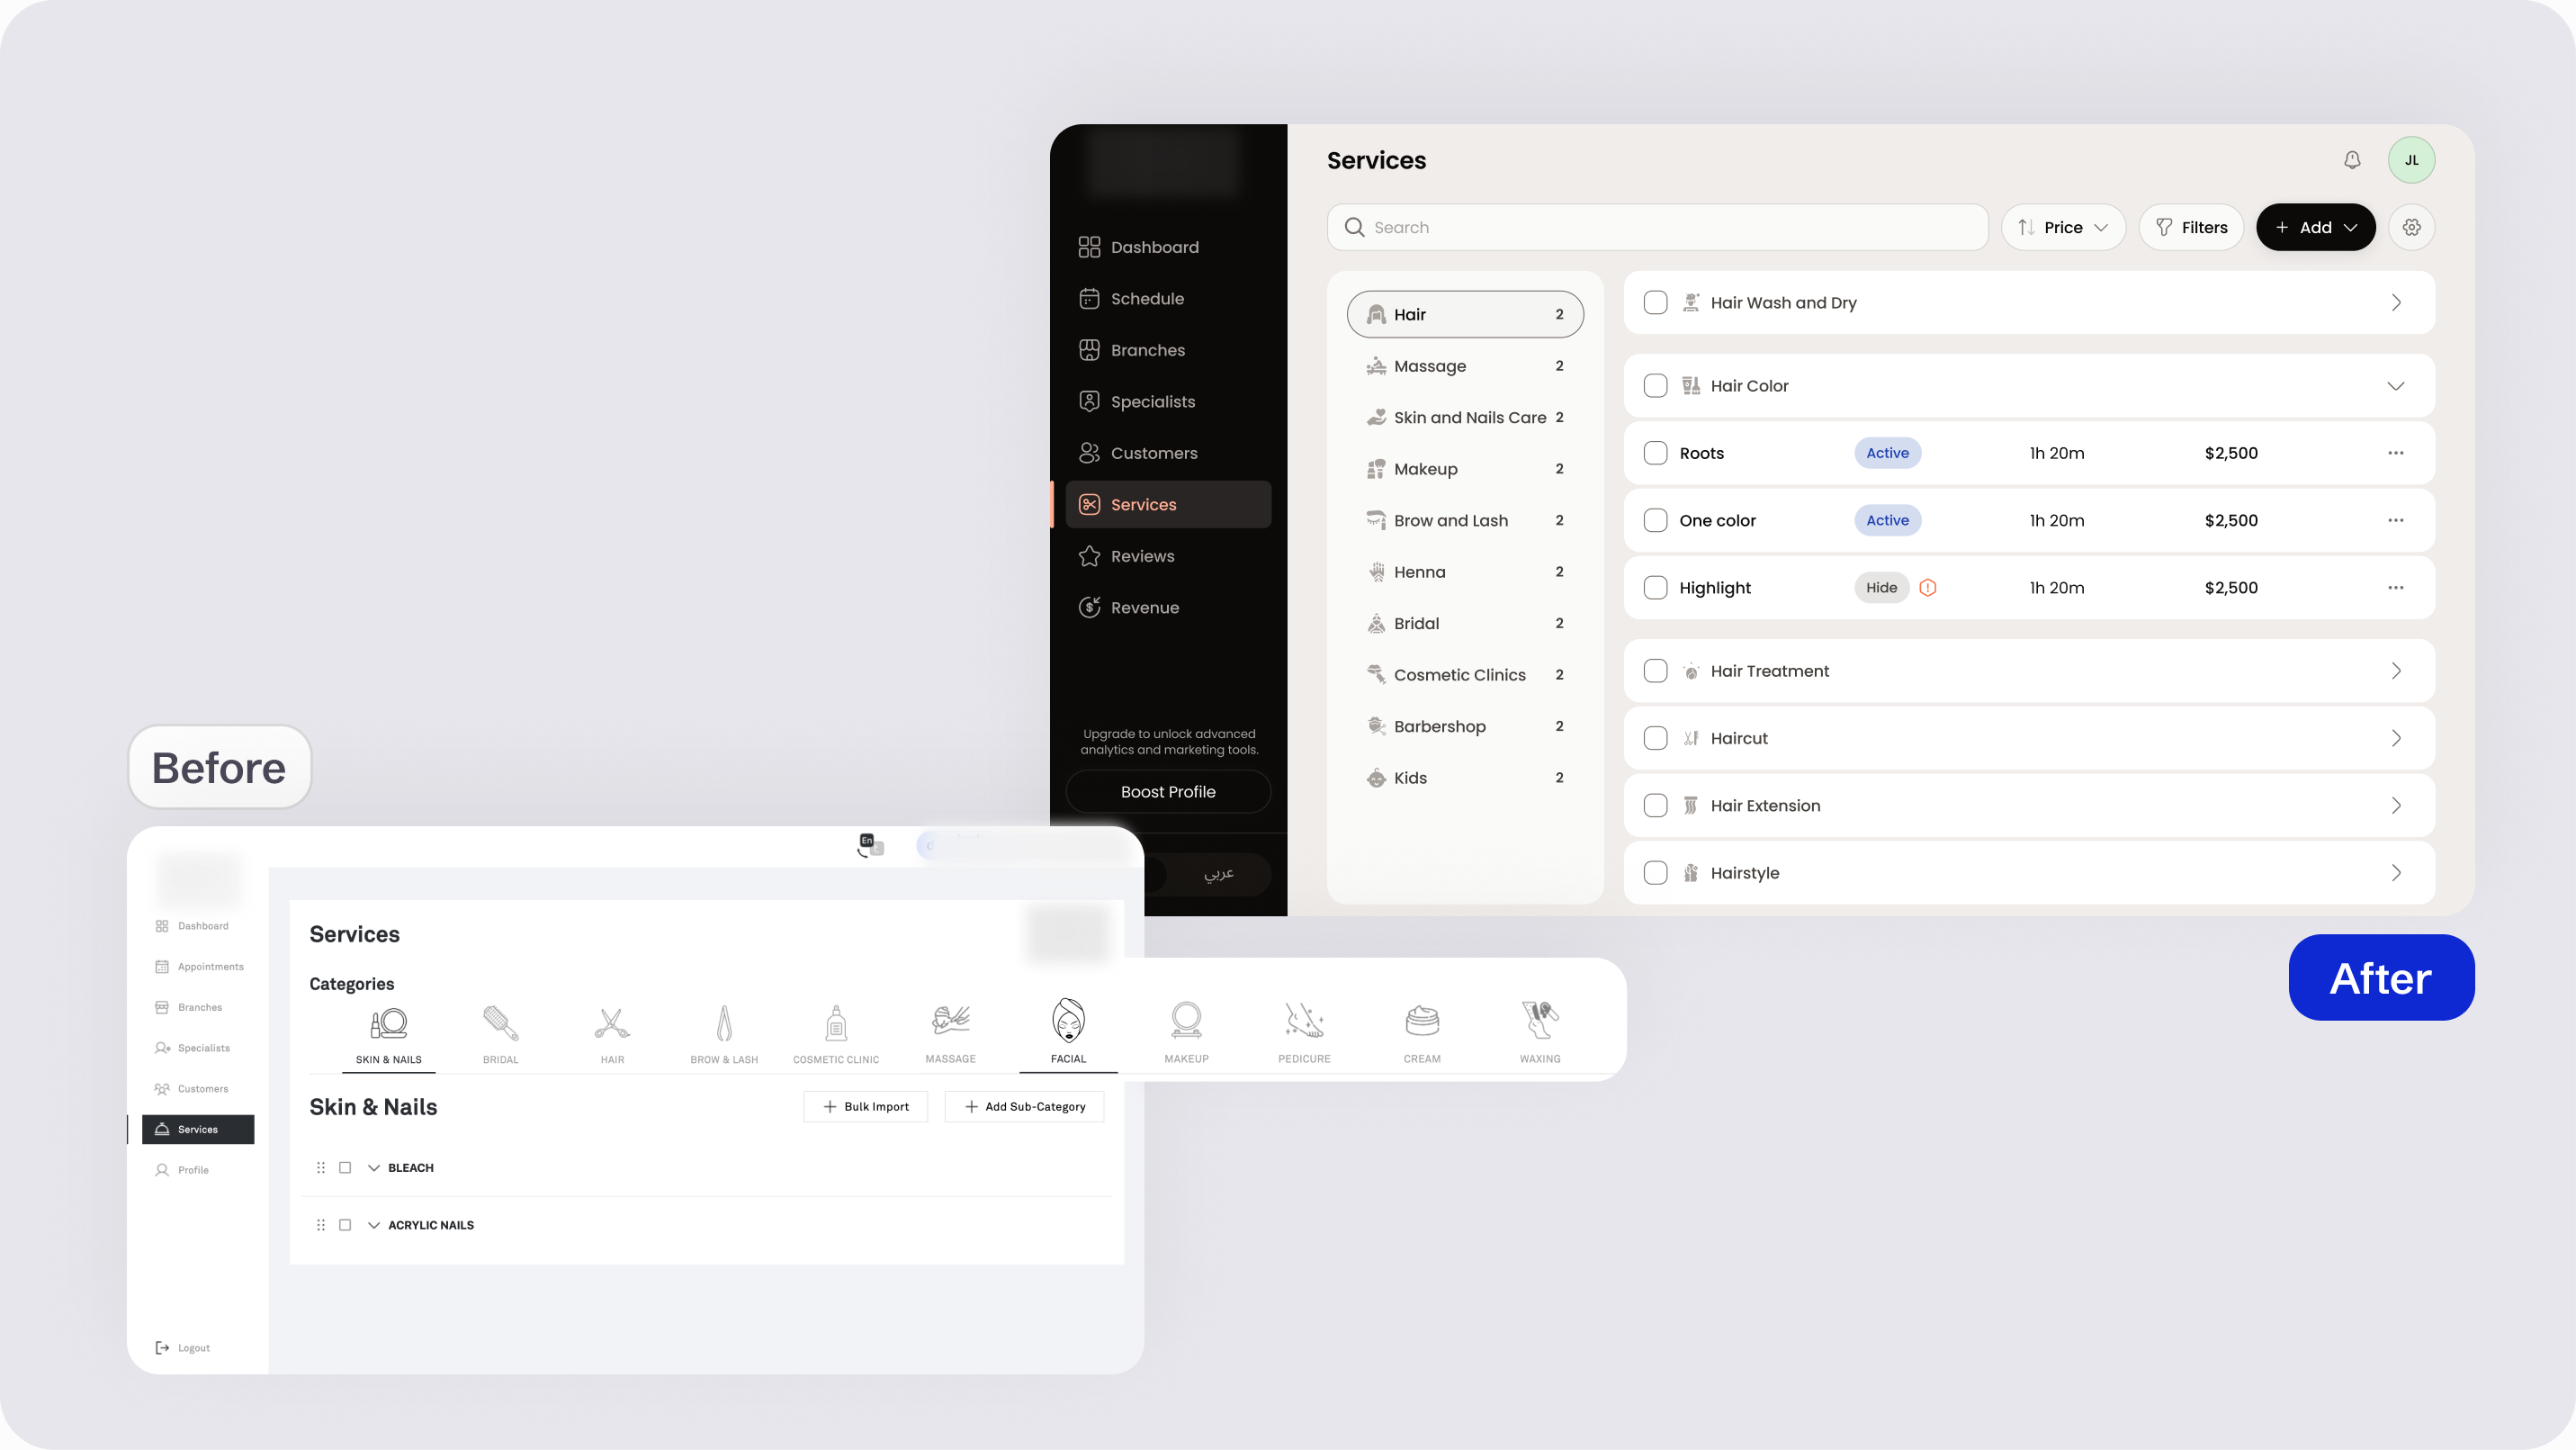 Services
JL
Search
Price
Filters
+ Add
Dashboard
Schedule
Branches
Specialists
Customers
Services
Reviews
Revenue
Upgrade to unlock advanced
analytics and marketing tools.
Boost Profile
عربي
Hair 2
Massage 2
Skin and Nails Care 2
Makeup 2
Brow and Lash 2
Henna 2
Bridal 2
Cosmetic Clinics 2
Barbershop 2
Kids 2
Hair Wash and Dry
Hair Color
Roots Active 1h 20m $2,500
One color Active 1h 20m $2,500
Highlight Hide 1h 20m $2,500
Hair Treatment
Haircut
Hair Extension
Hairstyle
After
Before
En
Dashboard
Appointments
Branches
Specialists
Customers
Services
Profile
Logout
Services
Categories
SKIN & NAILS BRIDAL HAIR BROW & LASH COSMETIC CLINIC MASSAGE FACIAL MAKEUP PEDICURE CREAM WAXING
Skin & Nails
+ Bulk Import
+ Add Sub-Category
BLEACH
ACRYLIC NAILS